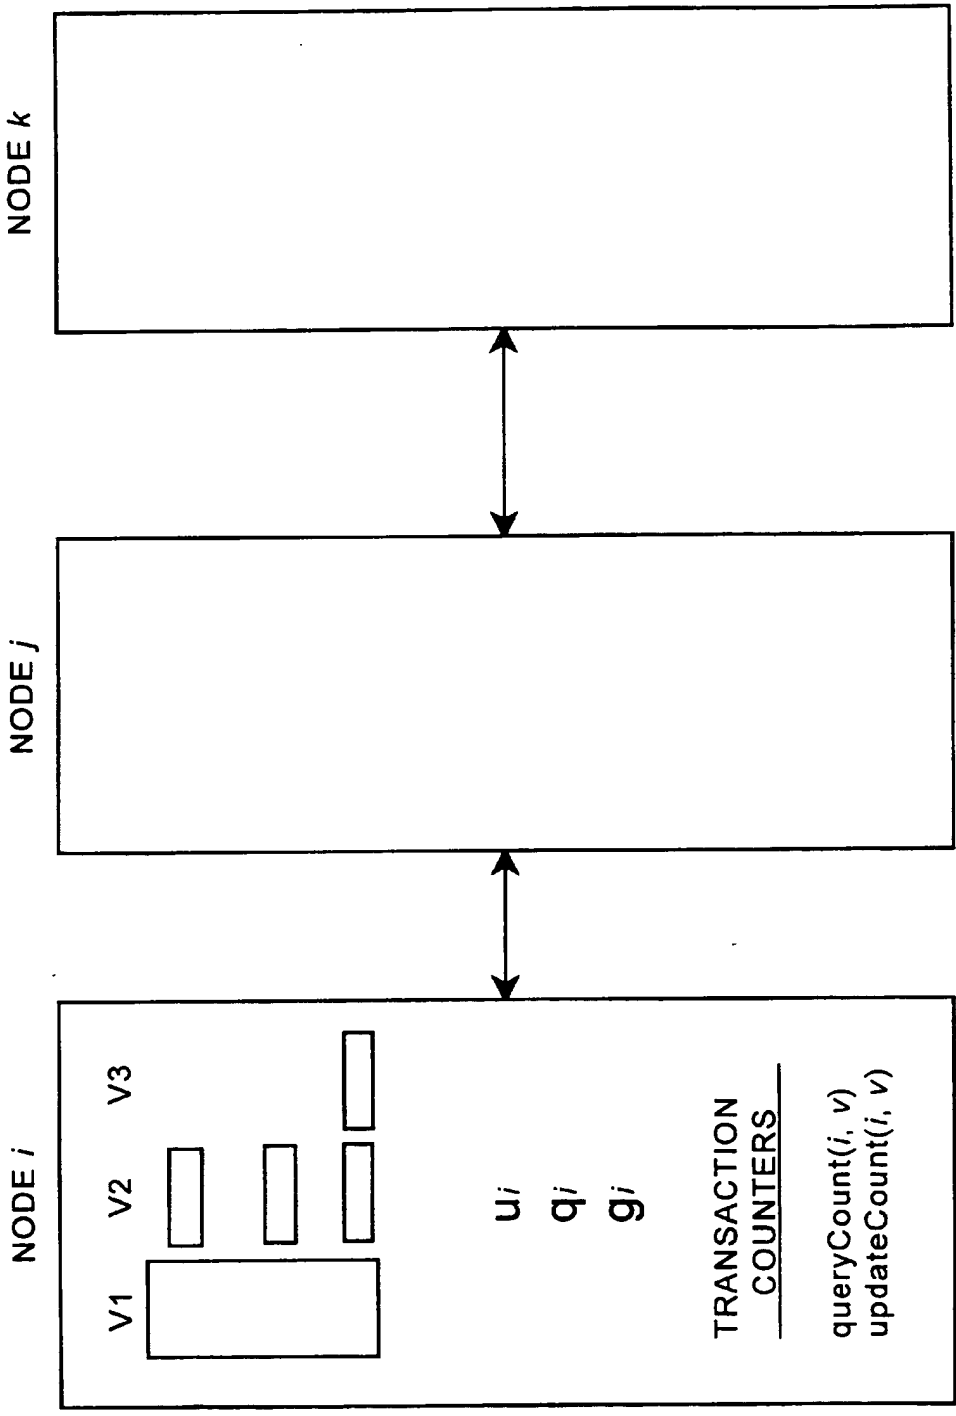 NODE i
NODE j
NODE k
V1 V2 V3
ui
qi
gi
TRANSACTION
COUNTERS
queryCount(i, v)
updateCount(i, v)